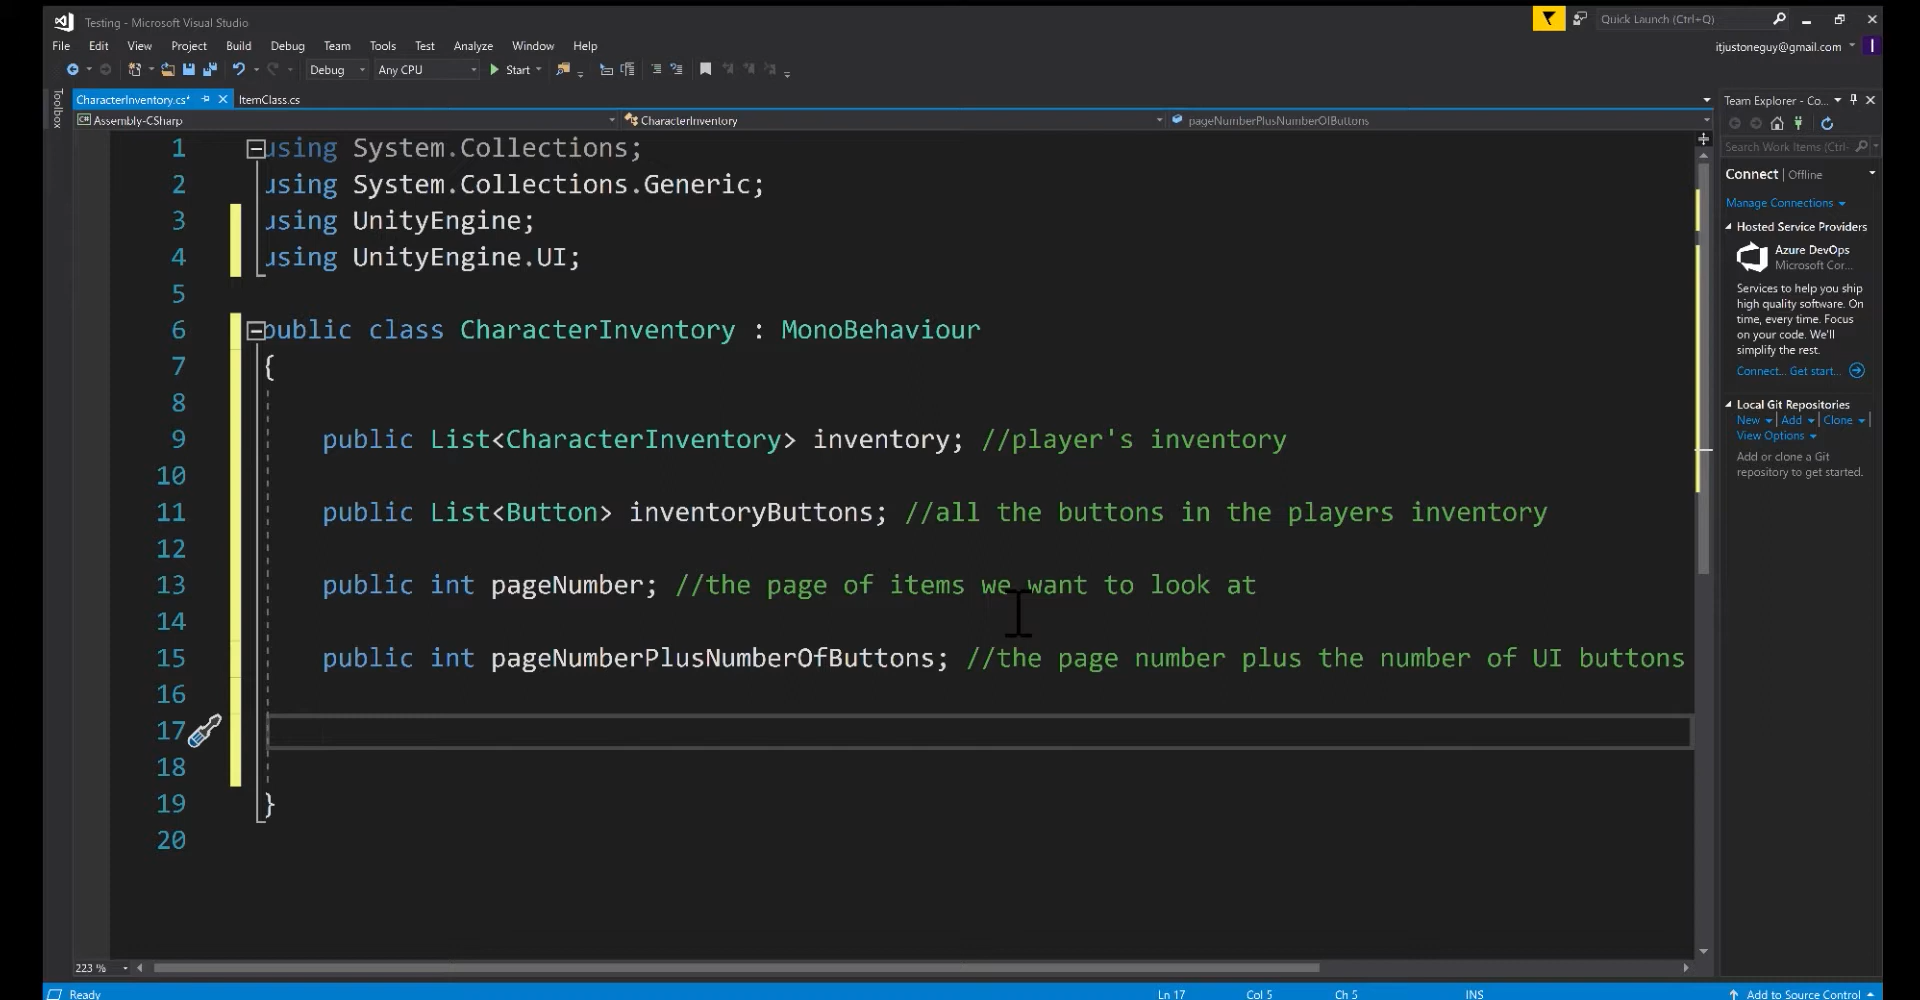 Testing - Microsoft Visual Studio
Quick Launch (Ctrl+Q)
File Edit View Project Build Debug Team Tools Test Analyze Window Help
itjustoneguy@gmail.com
I
Debug Any CPU Start
CharacterInventory.cs* ItemClass.cs
Assembly-CSharp CharacterInventory pageNumberPlusNumberOfButtons
Toolbox
1 using System.Collections;
2 using System.Collections.Generic;
3 using UnityEngine;
4 using UnityEngine.UI;
5
6 public class CharacterInventory : MonoBehaviour
7 {
8
9 public List<CharacterInventory> inventory; //player's inventory
10
11 public List<Button> inventoryButtons; //all the buttons in the players inventory
12
13 public int pageNumber; //the page of items we want to look at
14
15 public int pageNumberPlusNumberOfButtons; //the page number plus the number of UI buttons
16
17
18
19 }
20
223 %
Ready Ln 17 Col 5 Ch 5 INS Add to Source Control
Team Explorer - Co...
Search Work Items (Ctrl-
Connect | Offline
Manage Connections
Hosted Service Providers
Azure DevOps
Microsoft Cor...
Services to help you ship
high quality software. On
time, every time. Focus
on your code. We'll
simplify the rest.
Connect... Get start...
Local Git Repositories
New | Add | Clone |
View Options
Add or clone a Git
repository to get started.